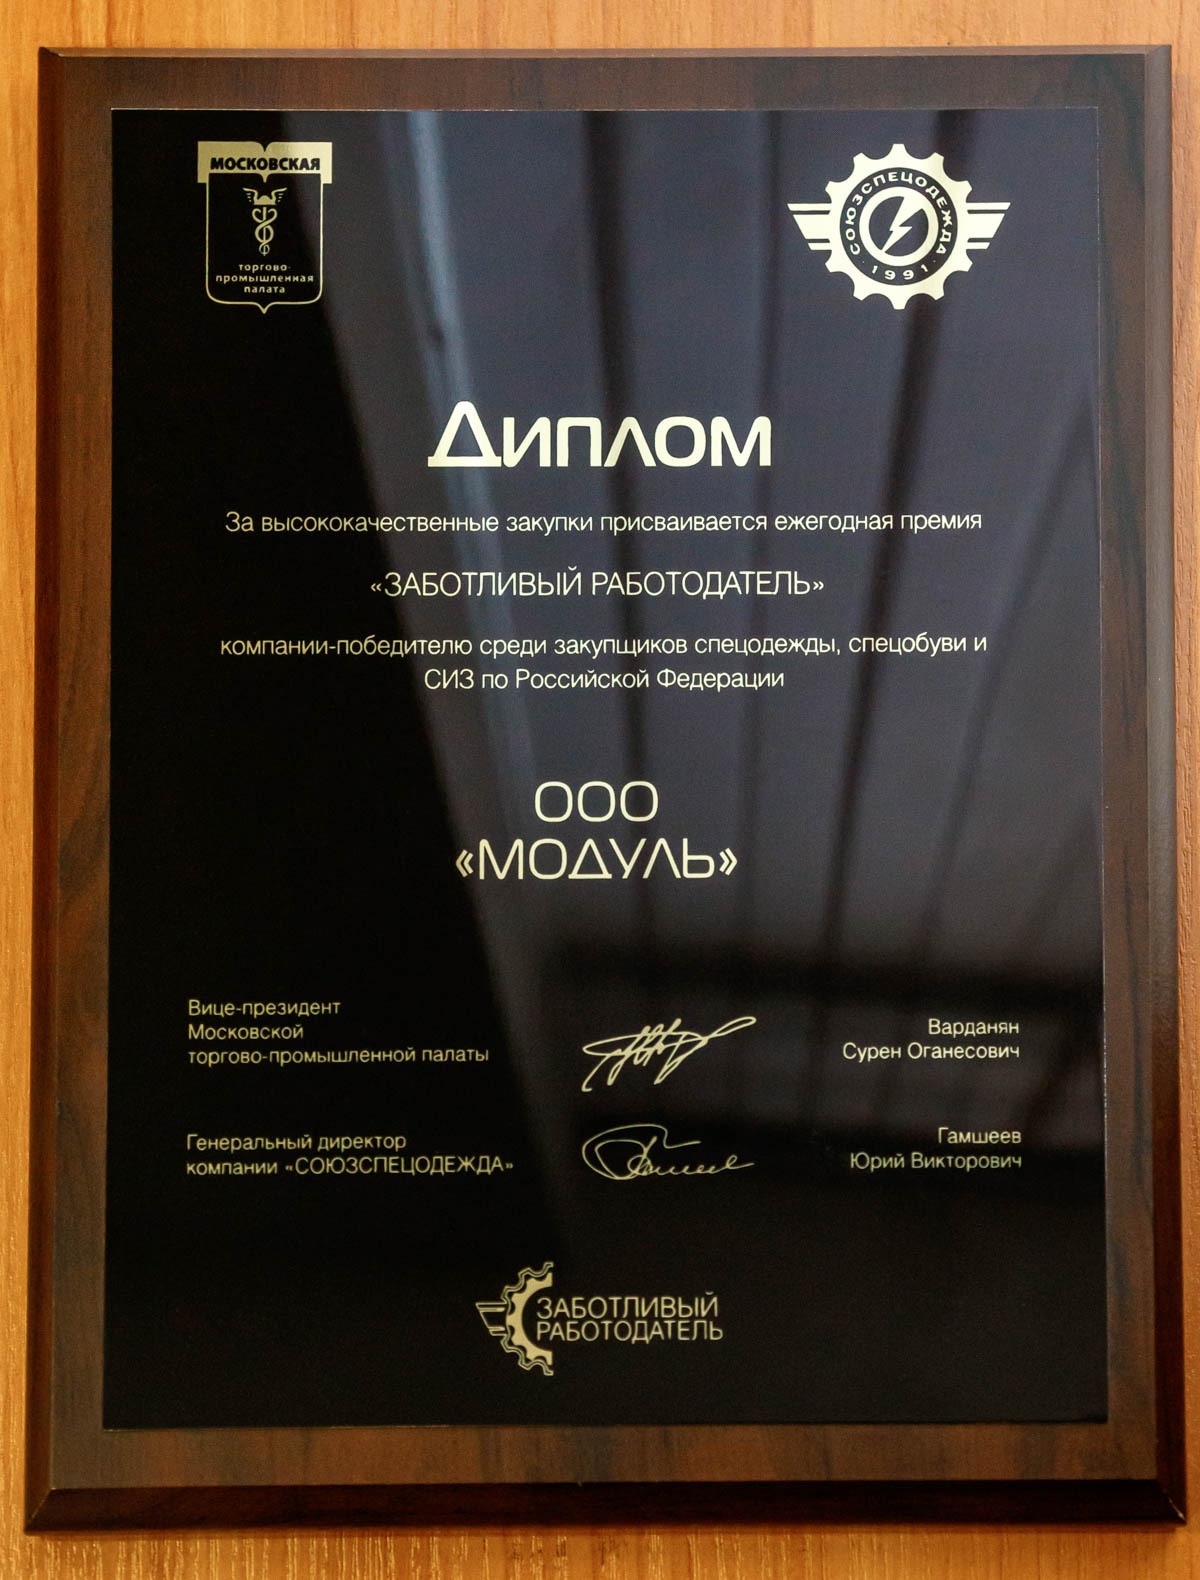 МОСКОВСКАЯ
торгово-
промышленная
палата
СОЮЗСПЕЦОДЕЖДА
·1991·
Диплом
За высококачественные закупки присваивается ежегодная премия
«ЗАБОТЛИВЫЙ РАБОТОДАТЕЛЬ»
компании-победителю среди закупщиков спецодежды, спецобуви и
СИЗ по Российской Федерации
ООО
«МОДУЛЬ»
Вице-президент
Московской
торгово-промышленной палаты
Варданян
Сурен Оганесович
Генеральный директор
компании «СОЮЗСПЕЦОДЕЖДА»
Гамшеев
Юрий Викторович
ЗАБОТЛИВЫЙ
РАБОТОДАТЕЛЬ